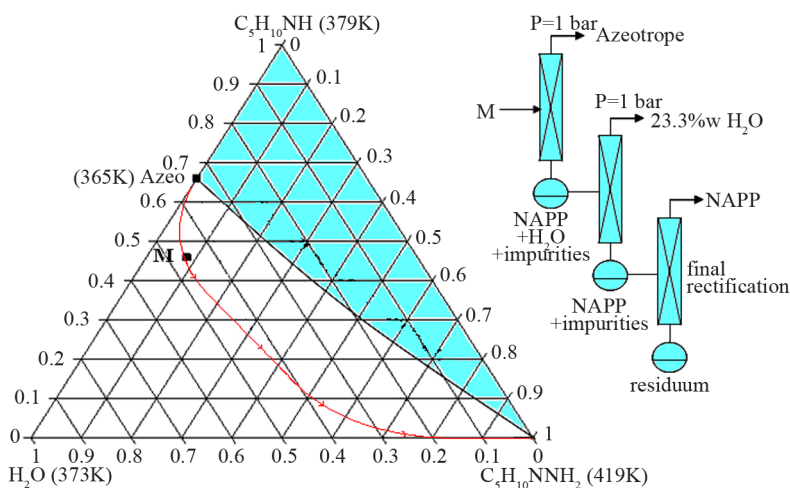 C₅H₁₀NH (379K)
1 0
0.9 0.1
0.8 0.2
0.7 0.3
(365K) Azeo
0.6 0.4
0.5 0.5
M
0.4 0.6
0.3 0.7
0.2 0.8
0.1 0.9
0 1
1 0.9 0.8 0.7 0.6 0.5 0.4 0.3 0.2 0.1 0
H₂O (373K) C₅H₁₀NNH₂ (419K)
P=1 bar
Azeotrope
M
P=1 bar
23.3%w H₂O
NAPP
+H₂O
+impurities
NAPP
final
rectification
NAPP
+impurities
residuum